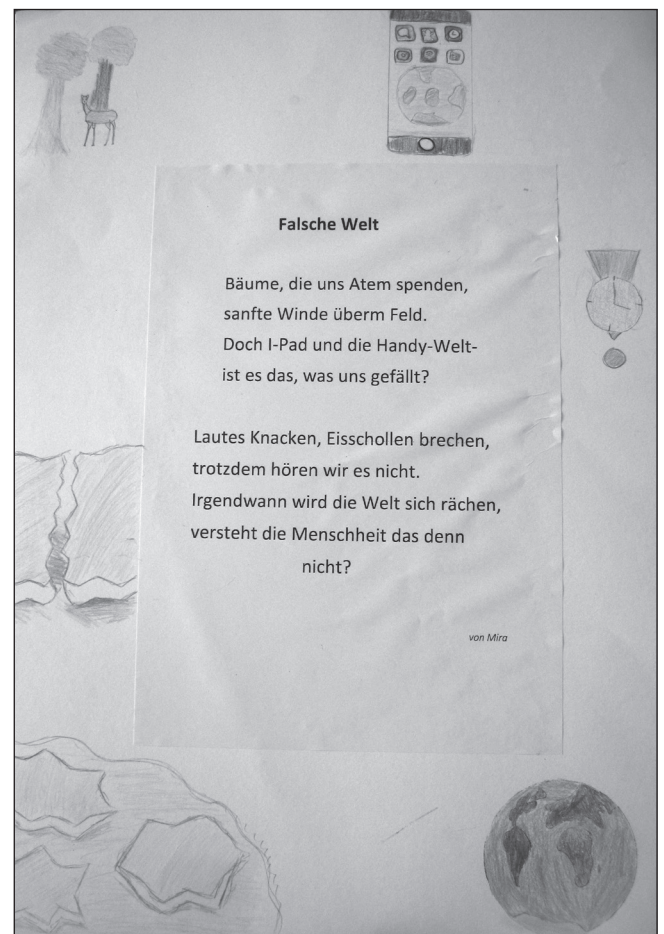 Falsche Welt
Bäume, die uns Atem spenden,
sanfte Winde überm Feld.
Doch I-Pad und die Handy-Welt-
ist es das, was uns gefällt?
Lautes Knacken, Eisschollen brechen,
trotzdem hören wir es nicht.
Irgendwann wird die Welt sich rächen,
versteht die Menschheit das denn
nicht?
von Mira